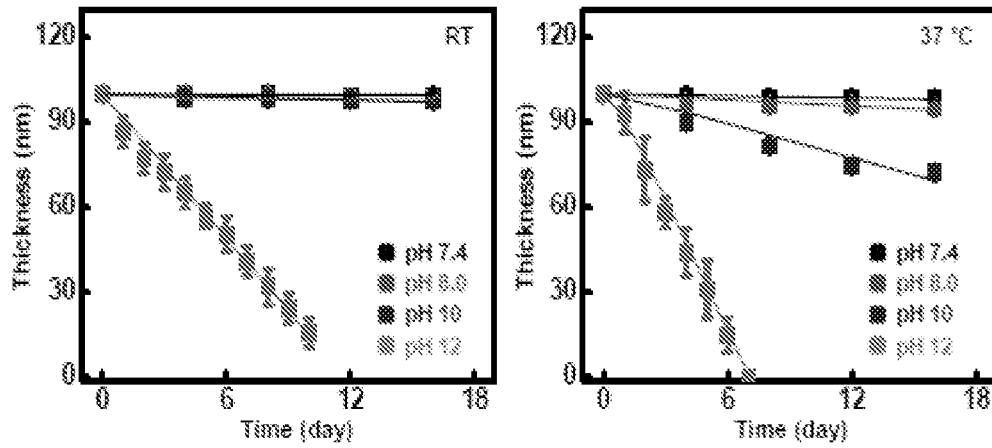 RT
120
90
60
30
0
Thickness (nm)
pH 7.4
pH 8.0
pH 10
pH 12
0 6 12 18
Time (day)
37 °C
120
90
60
30
0
Thickness (nm)
pH 7.4
pH 8.0
pH 10
pH 12
0 6 12 18
Time (day)